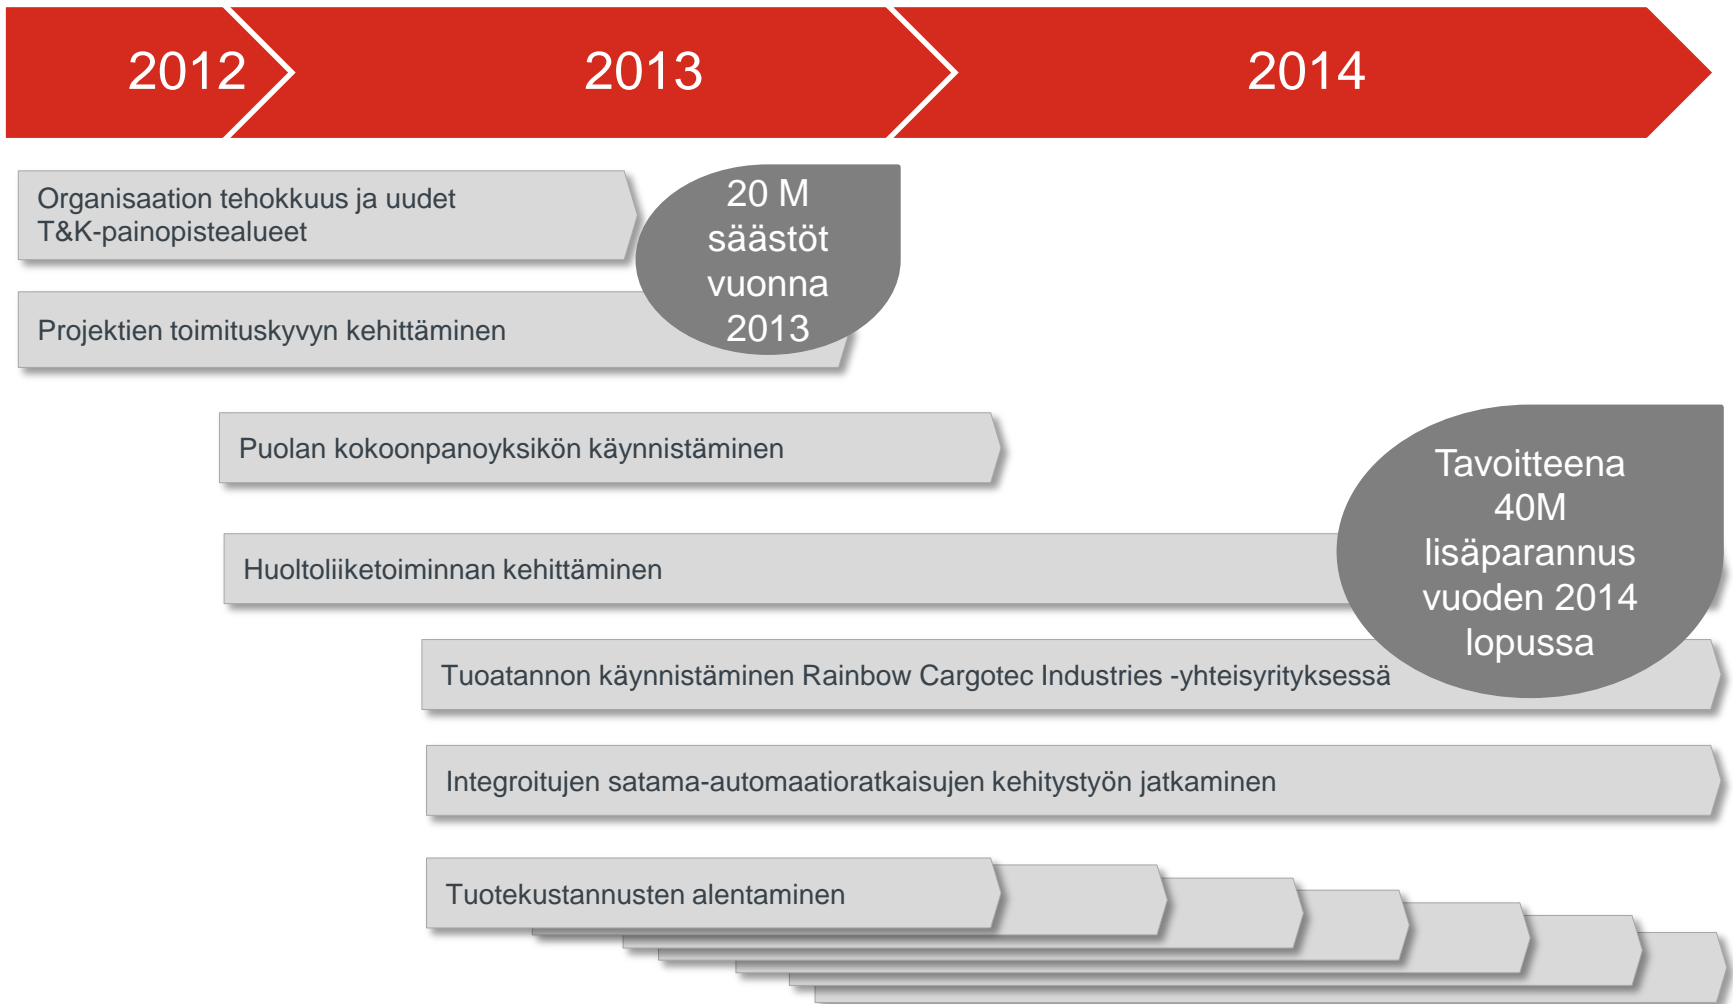 2012
2013
2014
Organisaation tehokkuus ja uudet
T&K-painopistealueet
20 M
säästöt
vuonna
2013
Projektien toimituskyvyn kehittäminen
Puolan kokoonpanoyksikön käynnistäminen
Tavoitteena
40M
lisäparannus
vuoden 2014
lopussa
Huoltoliiketoiminnan kehittäminen
Tuoatannon käynnistäminen Rainbow Cargotec Industries -yhteisyrityksessä
Integroitujen satama-automaatioratkaisujen kehitystyön jatkaminen
Tuotekustannusten alentaminen